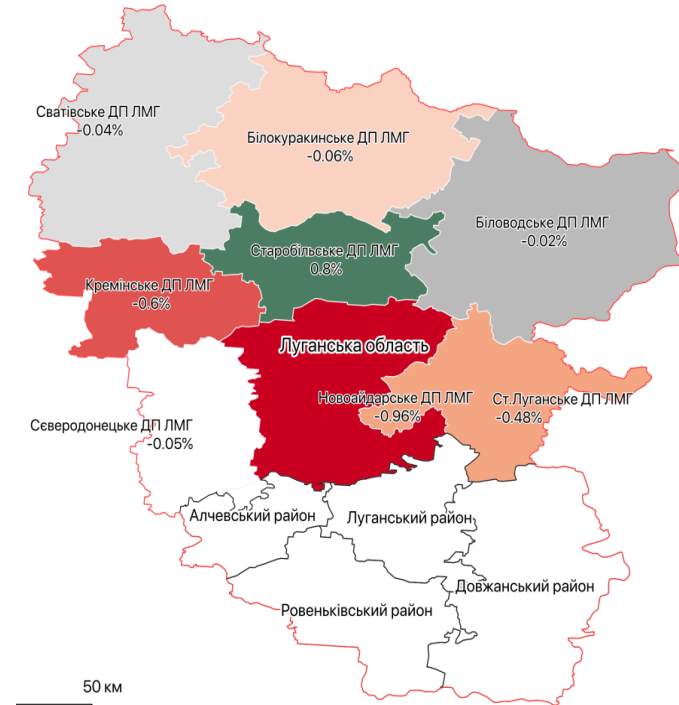 Сватівське ДП ЛМГ
-0.04%
Білокуракинське ДП ЛМГ
-0.06%
Біловодське ДП ЛМГ
-0.02%
Старобільське ДП ЛМГ
0.8%
Кремінське ДП ЛМГ
-0.6%
Луганська область
Новоайдарське ДП ЛМГ
-0.96%
Ст.Луганське ДП ЛМГ
-0.48%
Сєверодонецьке ДП ЛМГ
-0.05%
Алчевський район
Луганський район
Довжанський район
Ровеньківський район
50 км